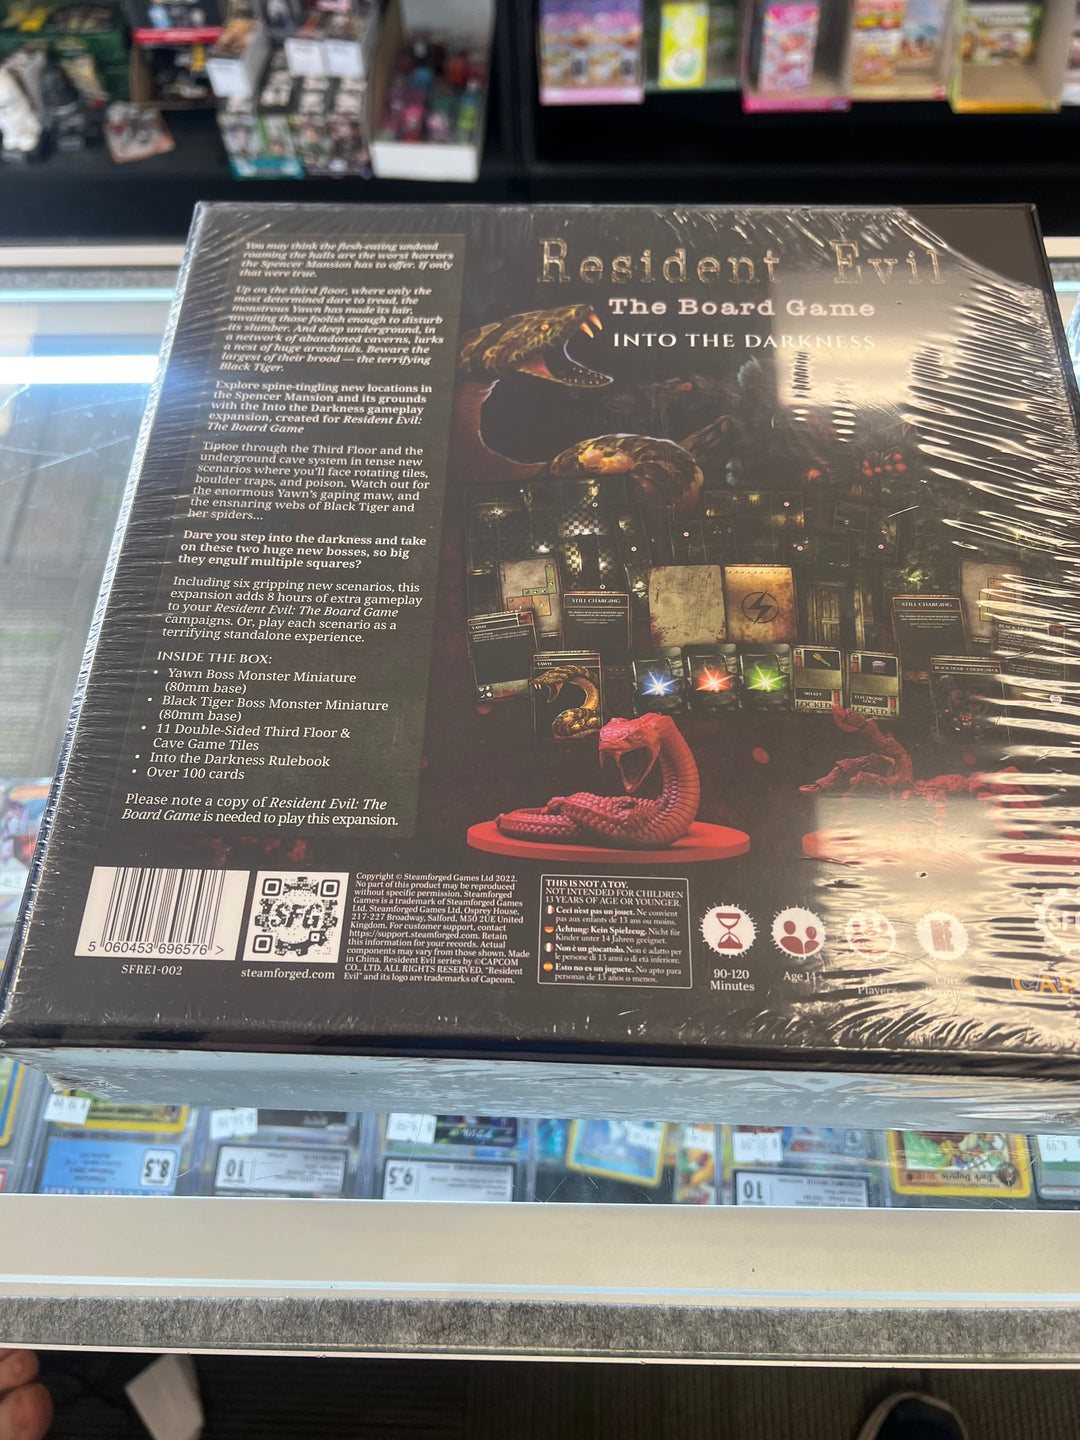 You may think the flesh-eating undead
roaming the halls are the worst horrors
the Spencer Mansion has to offer. If only
that were true.
Up on the third floor, where only the
most determined dare to tread, the
monstrous Yawn has made its lair,
awaiting those foolish enough to disturb
its slumber. And deep underground, in
a network of abandoned caverns, lurks
a nest of huge arachnids. Beware the
largest of their brood — the terrifying
Black Tiger.
Explore spine-tingling new locations in
the Spencer Mansion and its grounds
with the Into the Darkness gameplay
expansion, created for Resident Evil:
The Board Game
Tiptoe through the Third Floor and the
underground cave system in tense new
scenarios where you'll face rotating tiles,
boulder traps, and poison. Watch out for
the enormous Yawn's gaping maw, and
the ensnaring webs of Black Tiger and
her spiders...
Dare you step into the darkness and take
on these two huge new bosses, so big
they engulf multiple squares?
Including six gripping new scenarios, this
expansion adds 8 hours of extra gameplay
to your Resident Evil: The Board Game
campaigns. Or, play each scenario as a
terrifying standalone experience.
INSIDE THE BOX:
• Yawn Boss Monster Miniature
(80mm base)
• Black Tiger Boss Monster Miniature
(80mm base)
• 11 Double-Sided Third Floor &
Cave Game Tiles
• Into the Darkness Rulebook
• Over 100 cards
Please note a copy of Resident Evil: The
Board Game is needed to play this expansion.
Resident Evil
The Board Game
INTO THE DARKNESS
STILL CHARGING
STILL CHARGING
YAWN
YAWN
LOCKED
ELECTRONIC
LOCK
LOCKED
5 060453 696576 >
SFRE1-002
SFG
steamforged.com
Copyright © Steamforged Games Ltd 2022.
No part of this product may be reproduced
without specific permission. Steamforged
Games is a trademark of Steamforged Games
Ltd. Steamforged Games Ltd, Osprey House,
217-227 Broadway, Salford, M50 2UE United
Kingdom. For customer support, contact
https://support.steamforged.com. Retain
this information for your records. Actual
components may vary from those shown. Made
in China. Resident Evil series by ©CAPCOM
CO., LTD. ALL RIGHTS RESERVED. "Resident
Evil" and its logo are trademarks of Capcom.
THIS IS NOT A TOY.
NOT INTENDED FOR CHILDREN
13 YEARS OF AGE OR YOUNGER.
Ceci n'est pas un jouet. Ne convient
pas aux enfants de 13 ans ou moins.
Achtung: Kein Spielzeug. Nicht für
Kinder unter 14 Jahren geeignet.
Non è un giocattolo. Non è adatto per
le persone di 13 anni o di età inferiore.
Esto no es un juguete. No apto para
personas de 13 años o menos.
90-120
Minutes
Age 14+
Players
Core
8.5
10
9.5
10